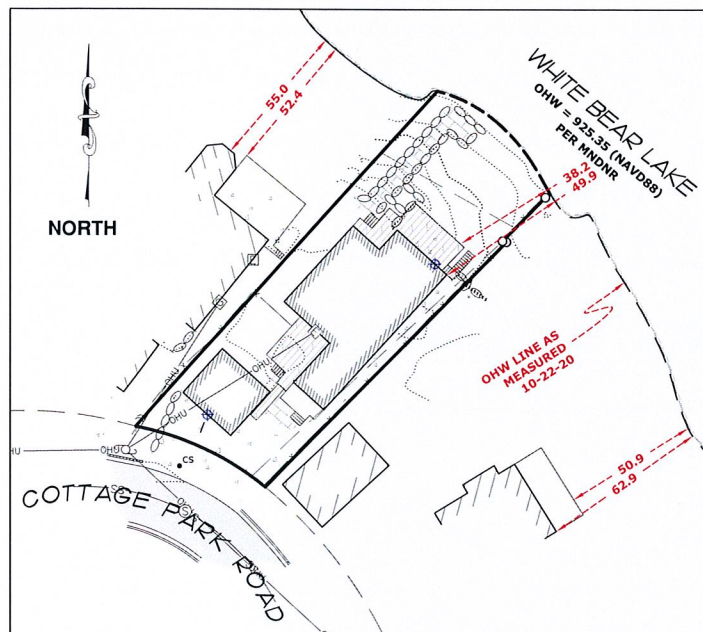 NORTH
55.0
52.4
WHITE BEAR LAKE
OHW = 925.35 (NAVD88)
PER MNDNR
38.2
49.9
OHW LINE AS
MEASURED
10-22-20
50.9
62.9
OHU
OHU
OHU
OHU
CS
COTTAGE PARK ROAD